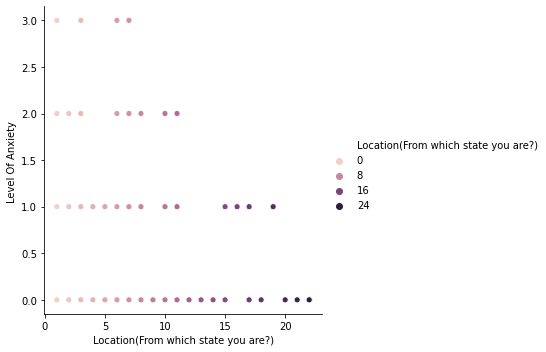 3.0
2.5
2.0
1.5
1.0
0.5
0.0
Level Of Anxiety
0 5 10 15 20
Location(From which state you are?)
Location(From which state you are?)
0
8
16
24